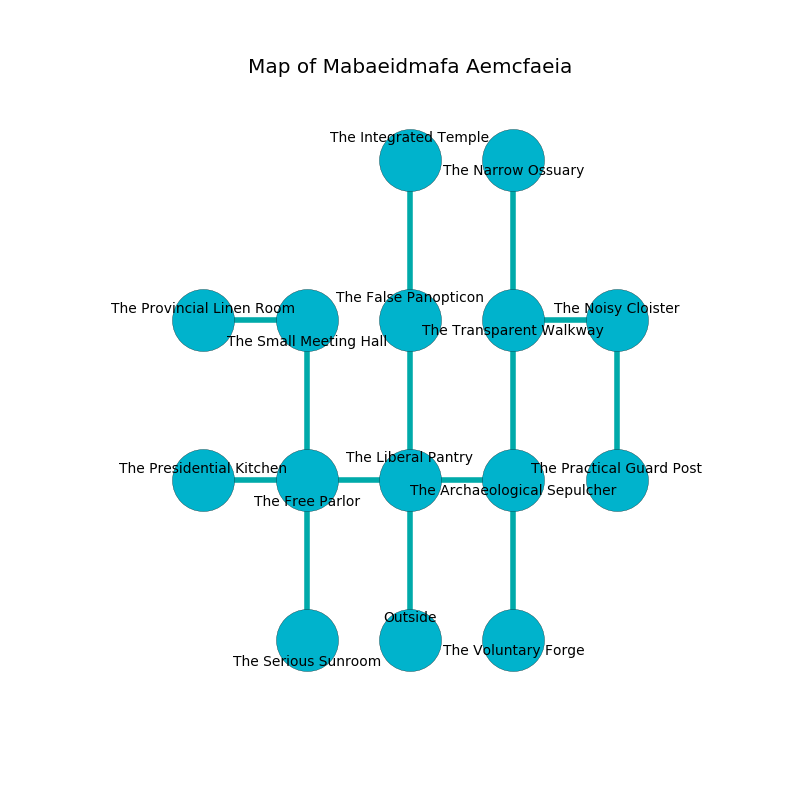 Map of Mabaeidmafa Aemcfaeia
The Integrated Temple
The Narrow Ossuary
The False Panopticon
The Provincial Linen Room
The Noisy Cloister
The Transparent Walkway
The Small Meeting Hall
The Liberal Pantry
The Presidential Kitchen
The Practical Guard Post
The Archaeological Sepulcher
The Free Parlor
Outside
The Voluntary Forge
The Serious Sunroom